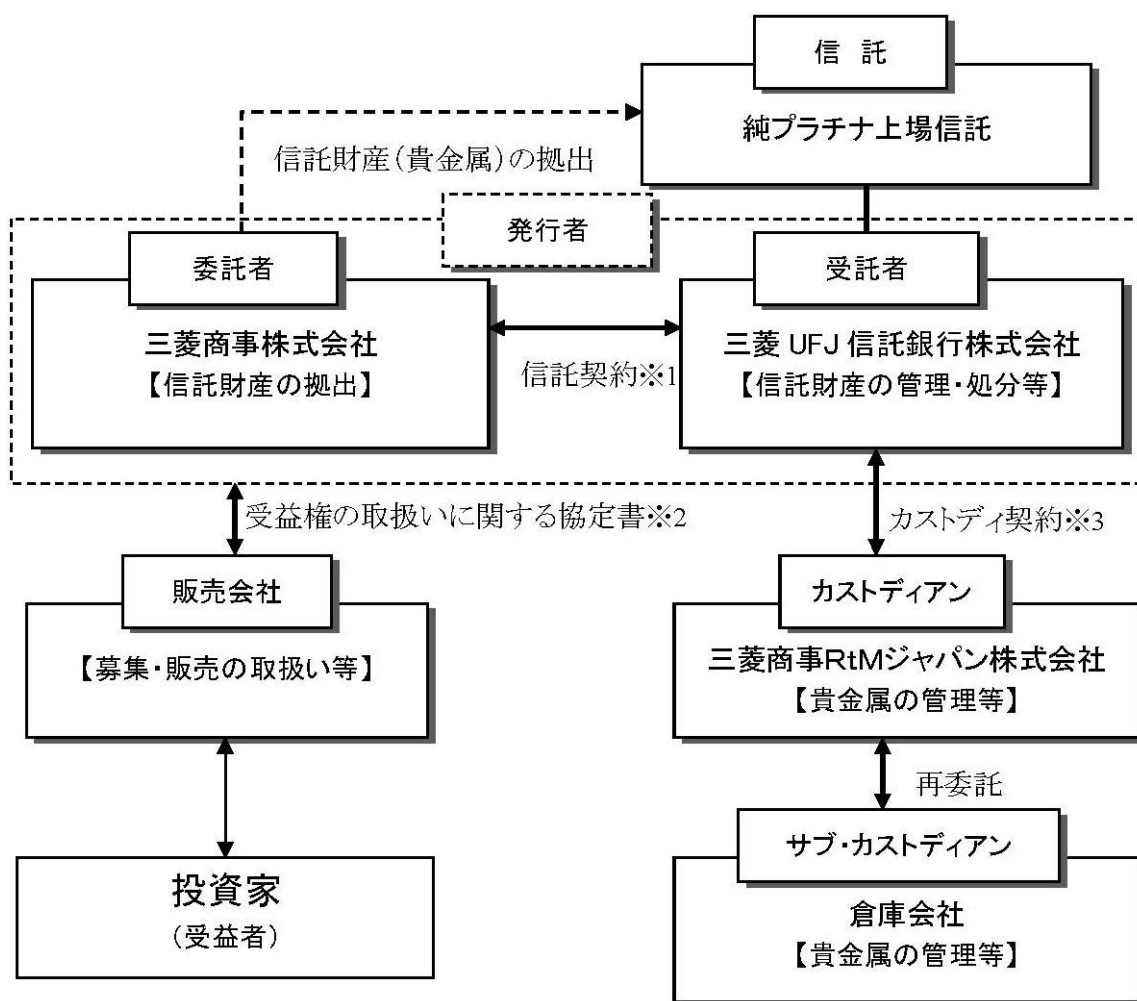 信 託
純プラチナ上場信託
信託財産(貴金属)の拠出
発行者
委託者
三菱商事株式会社
【信託財産の拠出】
信託契約※1
受託者
三菱 UFJ 信託銀行株式会社
【信託財産の管理・処分等】
受益権の取扱いに関する協定書※2
カストディ契約※3
販売会社
【募集・販売の取扱い等】
カストディアン
三菱商事RtMジャパン株式会社
【貴金属の管理等】
再委託
投資家
(受益者)
サブ・カストディアン
倉庫会社
【貴金属の管理等】